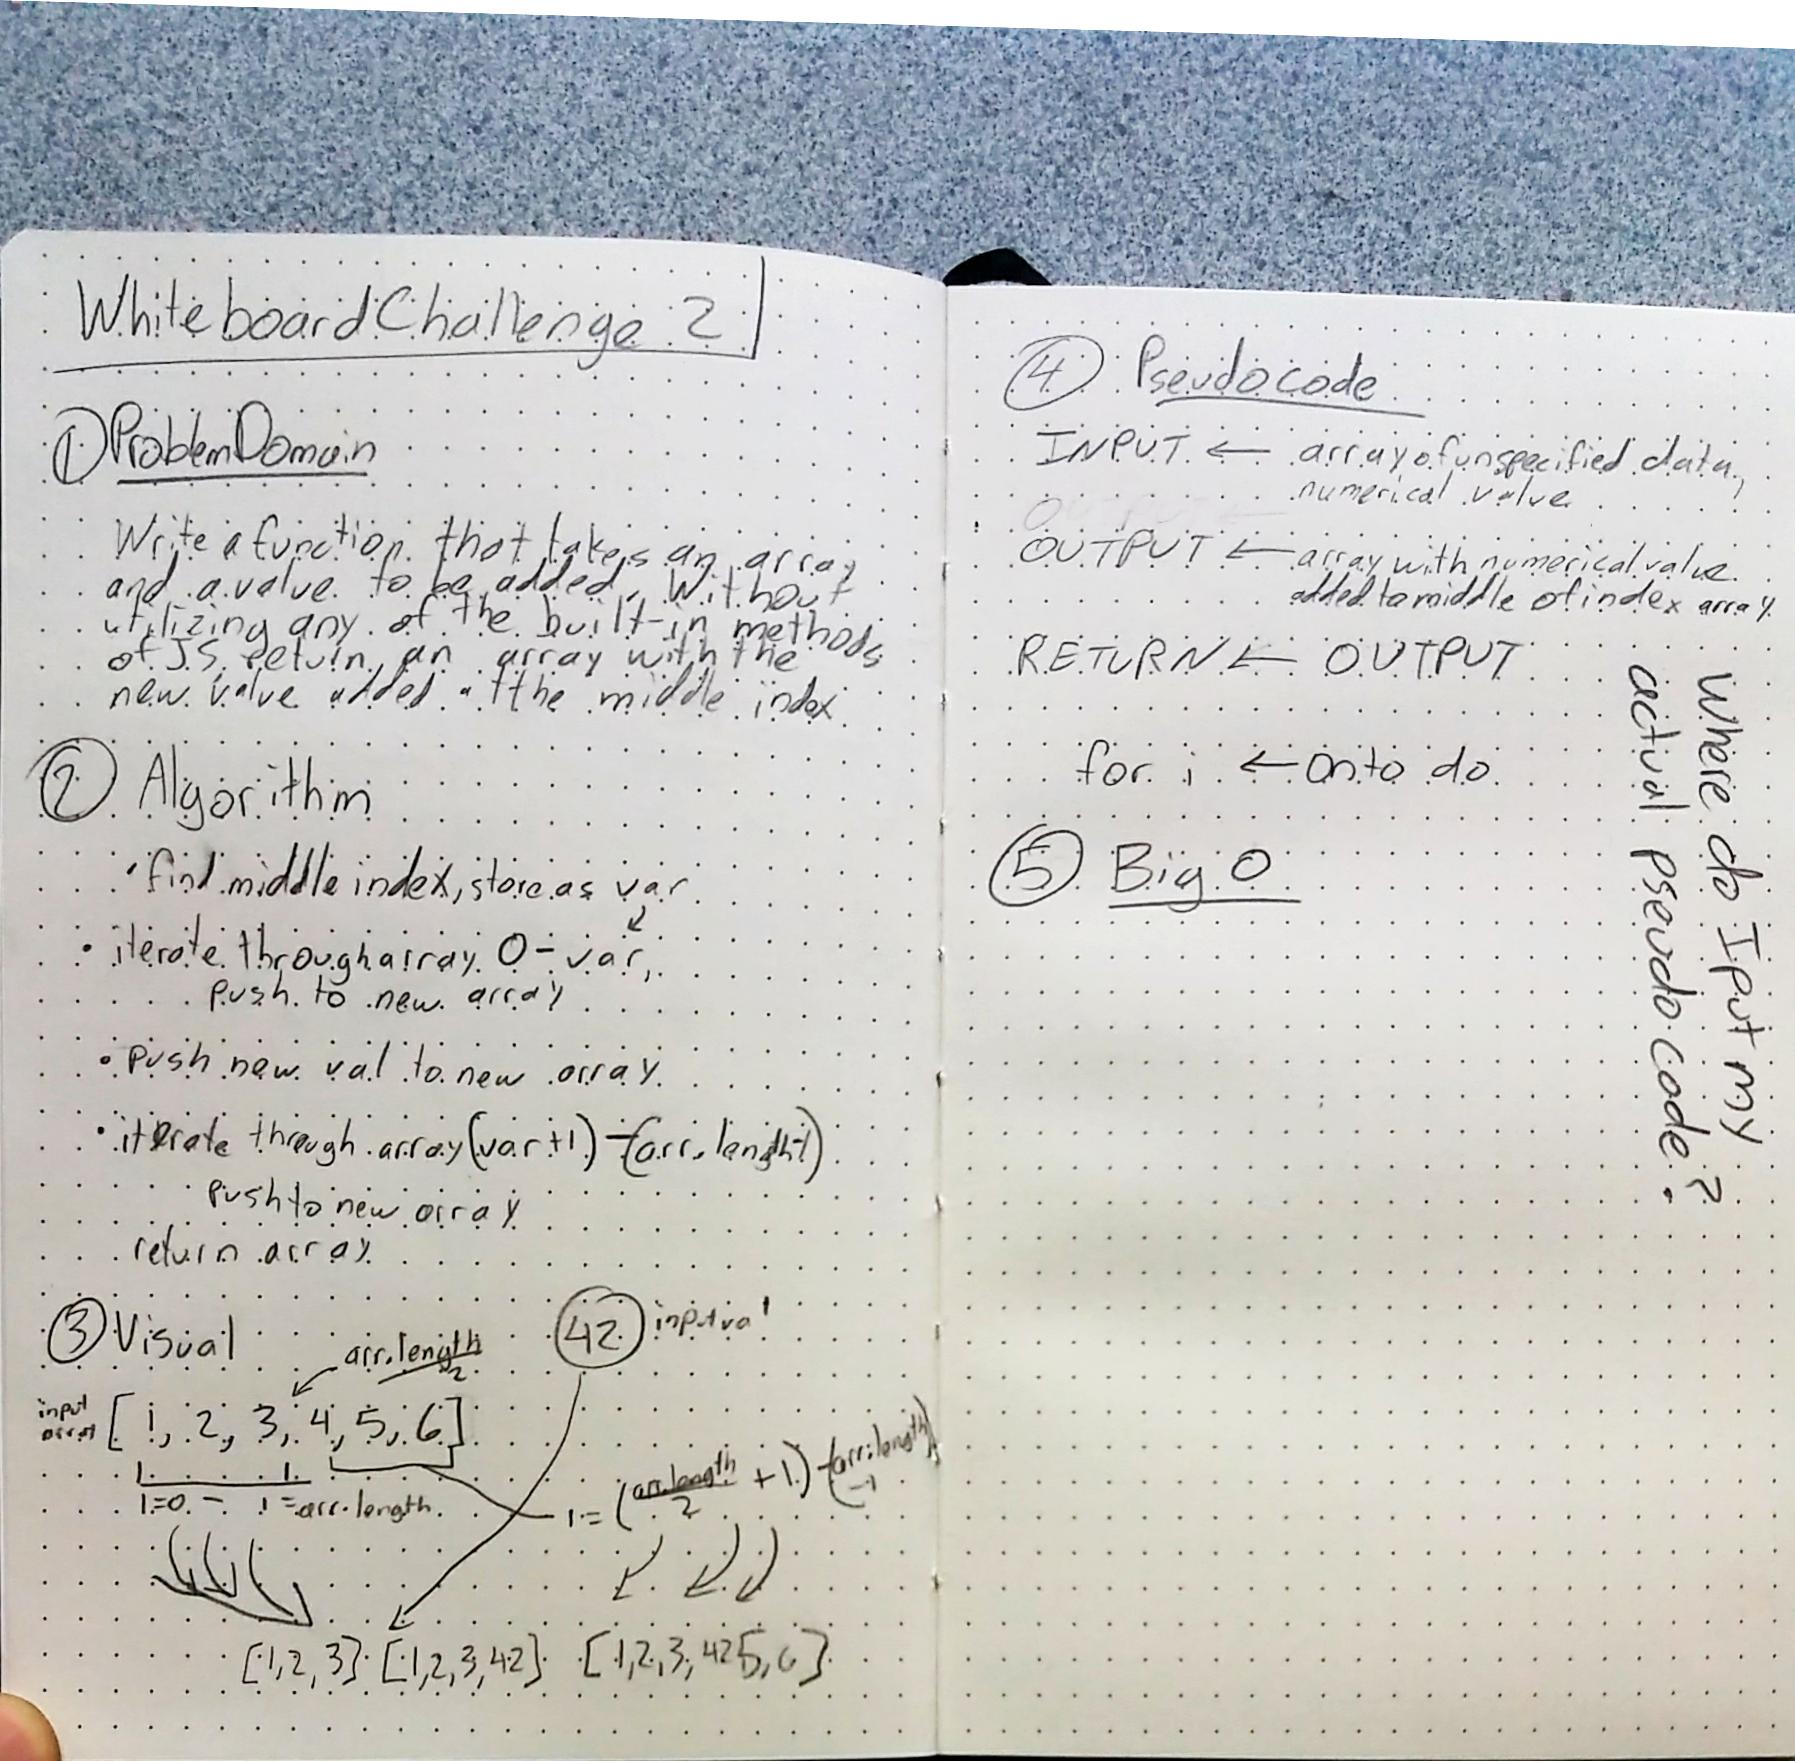 Whiteboard Challenge 2
① Problem Domain
Write a function that takes an array
and a value to be added. Without
utilizing any of the built-in methods
of JS, return an array with the
new value added at the middle index
② Algorithm
• find middle index, store as var
• iterate through array 0 - var,
push to new array
• push new val to new array
• iterate through array (var+1) - (arr.length-1)
push to new array
return array
③ Visual
arr.length
2
42 input val
input
array [1, 2, 3, 4, 5, 6]
i=0 - i=arr.length
i = (arr.length/2 + 1) - (arr.length -1)
[1,2,3] [1,2,3,42] [1,2,3,42 5,6]
④ Pseudocode
INPUT ← array of unspecified data,
numerical value
OUTPUT ←
OUTPUT ← array with numerical value
added to middle of index array
RETURN ← OUTPUT
for i ← 0 n to do
⑤ Big O
Where do I put my
actual pseudo code?